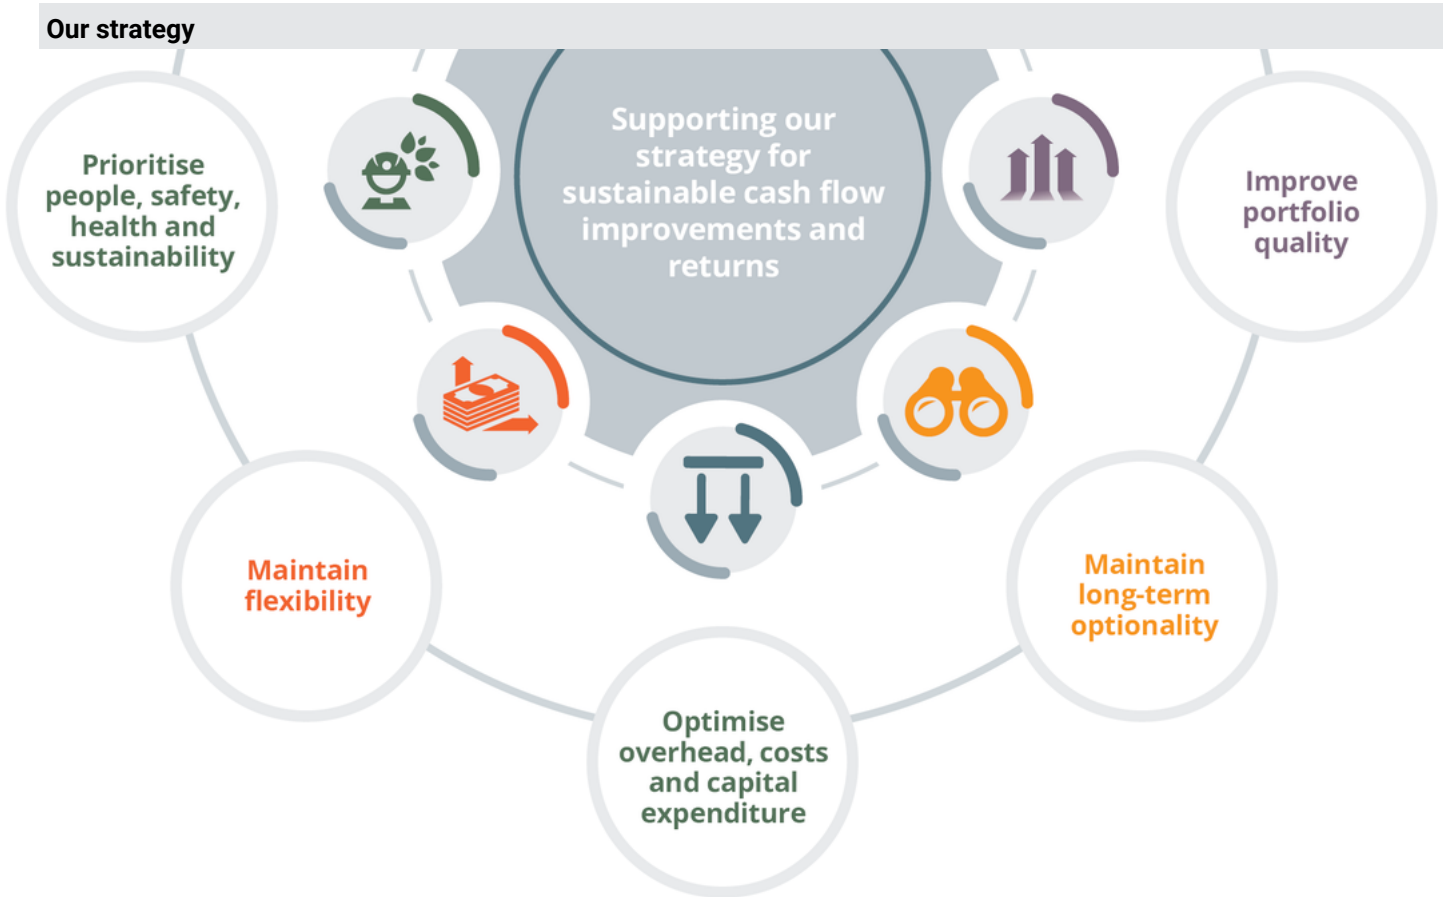 Our strategy
Supporting our
strategy for
sustainable cash flow
improvements and
returns
Prioritise
people, safety,
health and
sustainability
Improve
portfolio
quality
Maintain
flexibility
Maintain
long-term
optionality
Optimise
overhead, costs
and capital
expenditure